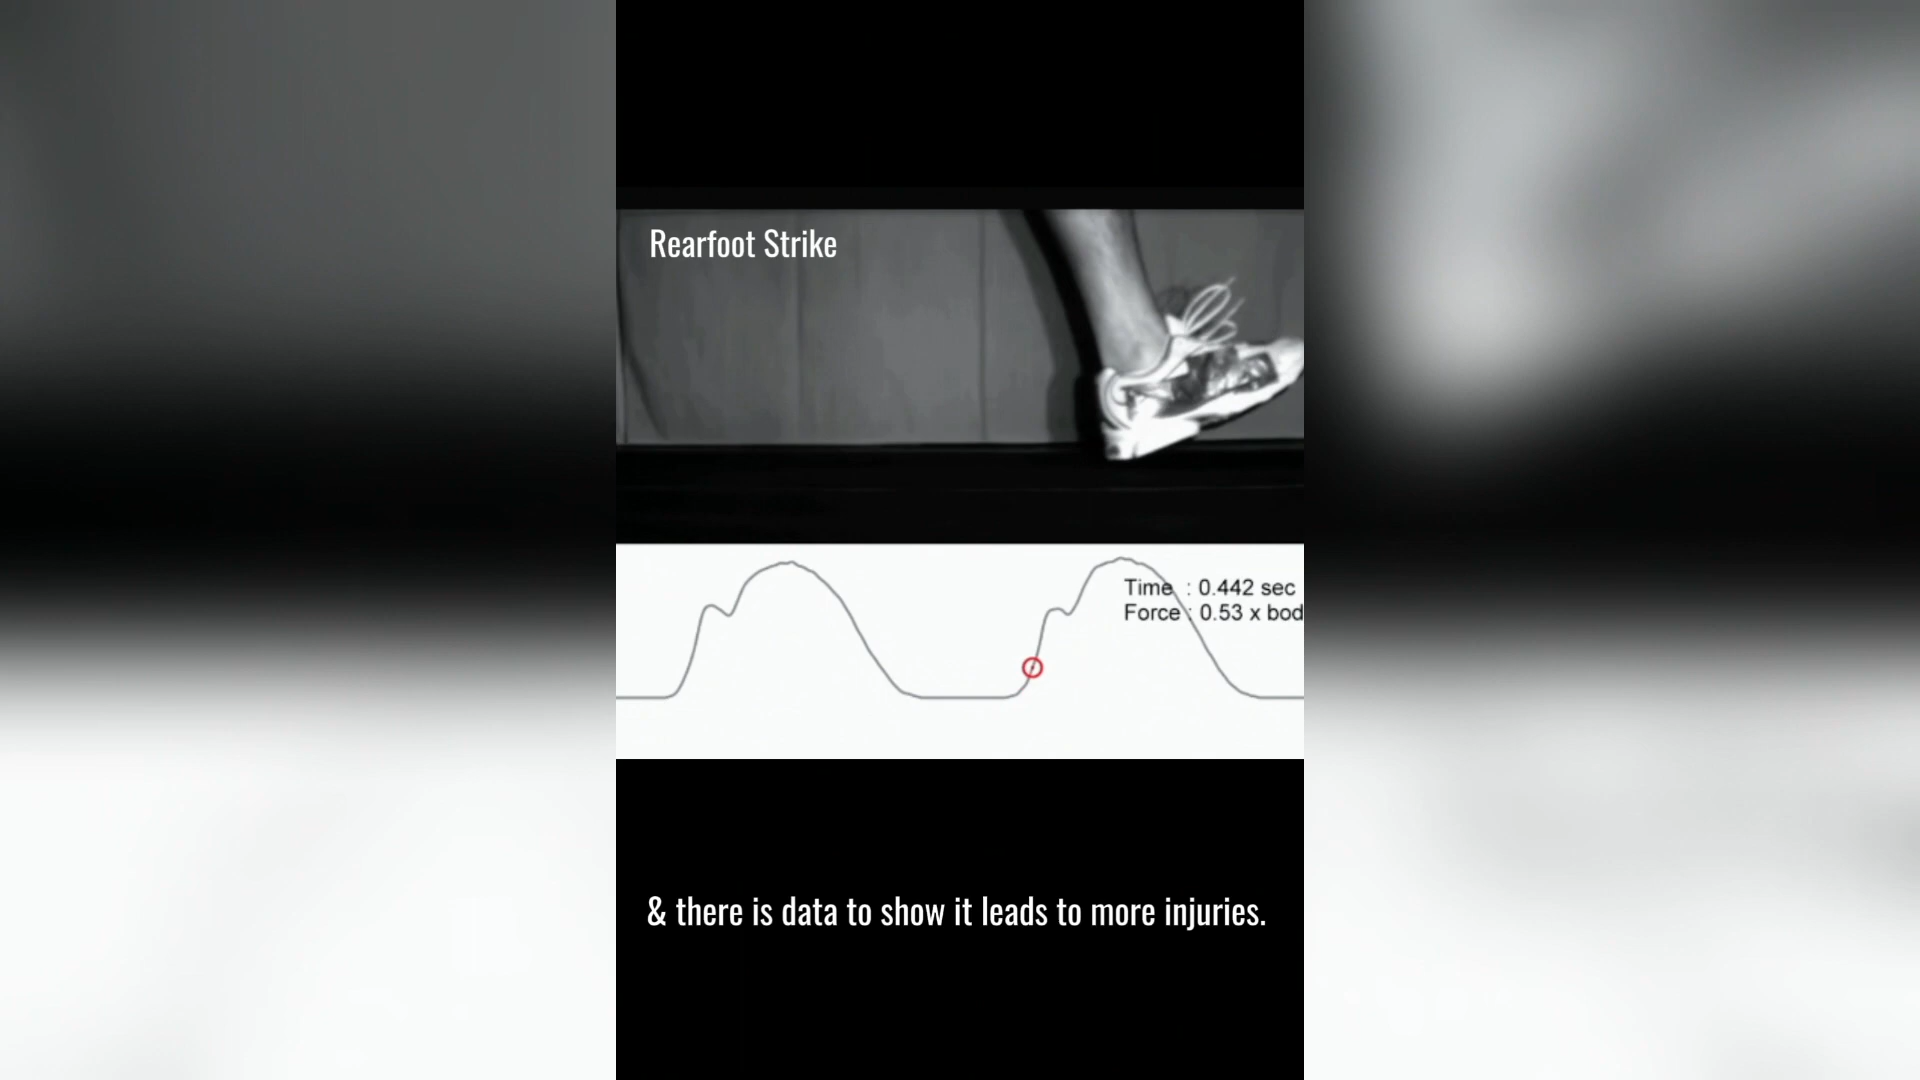 Rearfoot Strike
Time : 0.442 sec
Force : 0.53 x bod
& there is data to show it leads to more injuries.